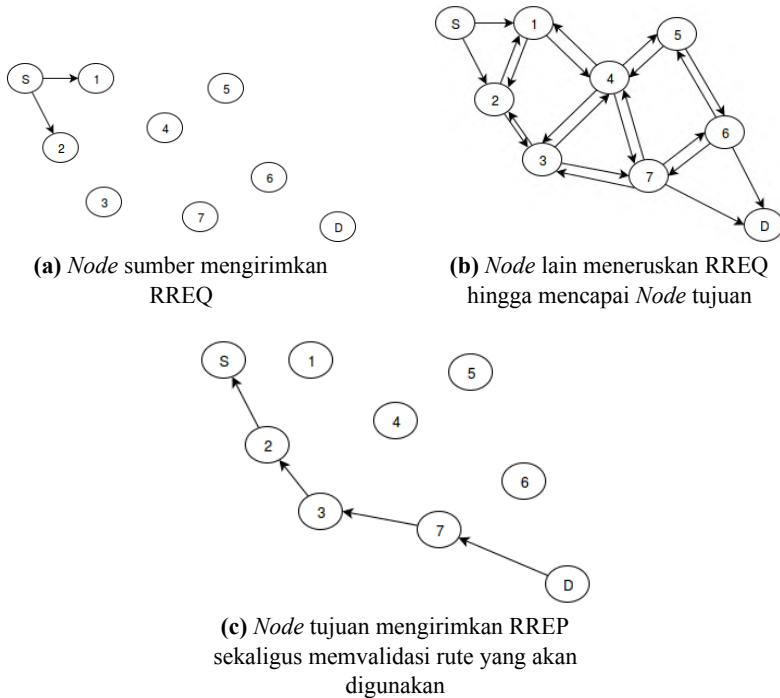 S
1
5
4
2
6
3
7
D
(a) Node sumber mengirimkan
RREQ
S
1
5
4
2
6
3
7
D
(b) Node lain meneruskan RREQ
hingga mencapai Node tujuan
S
1
5
4
2
6
3
7
D
(c) Node tujuan mengirimkan RREP
sekaligus memvalidasi rute yang akan
digunakan